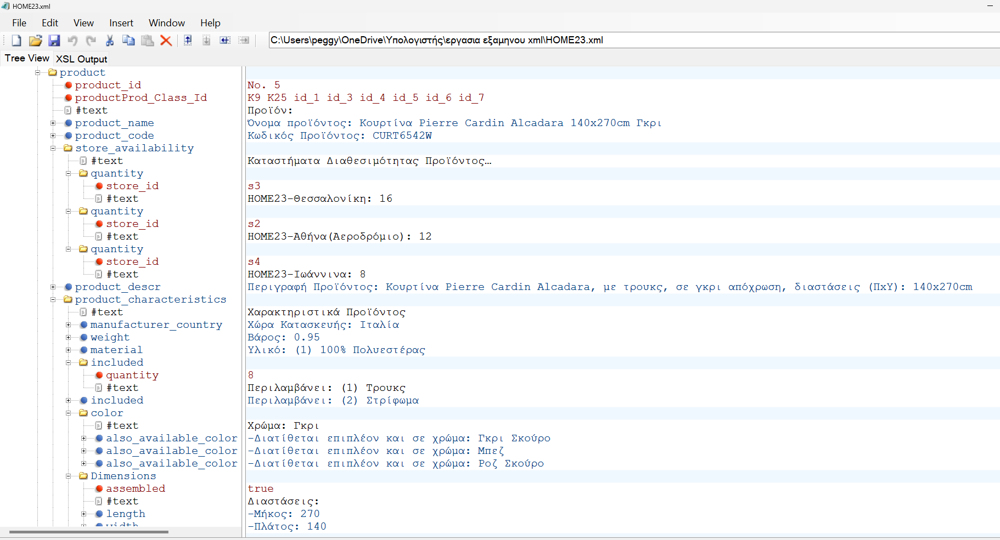 HOME23.xml
File Edit View Insert Window Help
C:\Users\peggy\OneDrive\Υπολογιστής\εργασια εξαμηνου xml\HOME23.xml
Tree View XSL Output
product
product_id No. 5
productProd_Class_Id K9 K25 id_1 id_3 id_4 id_5 id_6 id_7
#text Προϊόν:
product_name Όνομα προϊόντος: Κουρτίνα Pierre Cardin Alcadara 140x270cm Γκρι
product_code Κωδικός Προϊόντος: CURT6542W
store_availability
#text Καταστήματα Διαθεσιμότητας Προϊόντος…
quantity
store_id s3
#text HOME23-Θεσσαλονίκη: 16
quantity
store_id s2
#text HOME23-Αθήνα(Αεροδρόμιο): 12
quantity
store_id s4
#text HOME23-Ιωάννινα: 8
product_descr Περιγραφή Προϊόντος: Κουρτίνα Pierre Cardin Alcadara, με τρουκς, σε γκρι απόχρωση, διαστάσεις (ΠxΥ): 140x270cm
product_characteristics
#text Χαρακτηριστικά Προϊόντος
manufacturer_country Χώρα Κατασκευής: Ιταλία
weight Βάρος: 0.95
material Υλικό: (1) 100% Πολυεστέρας
included
quantity 8
#text Περιλαμβάνει: (1) Τρουκς
included Περιλαμβάνει: (2) Στρίφωμα
color
#text Χρώμα: Γκρι
also_available_color -Διατίθεται επιπλέον και σε χρώμα: Γκρι Σκούρο
also_available_color -Διατίθεται επιπλέον και σε χρώμα: Μπεζ
also_available_color -Διατίθεται επιπλέον και σε χρώμα: Ροζ Σκούρο
Dimensions
assembled true
#text Διαστάσεις:
length -Μήκος: 270
width -Πλάτος: 140